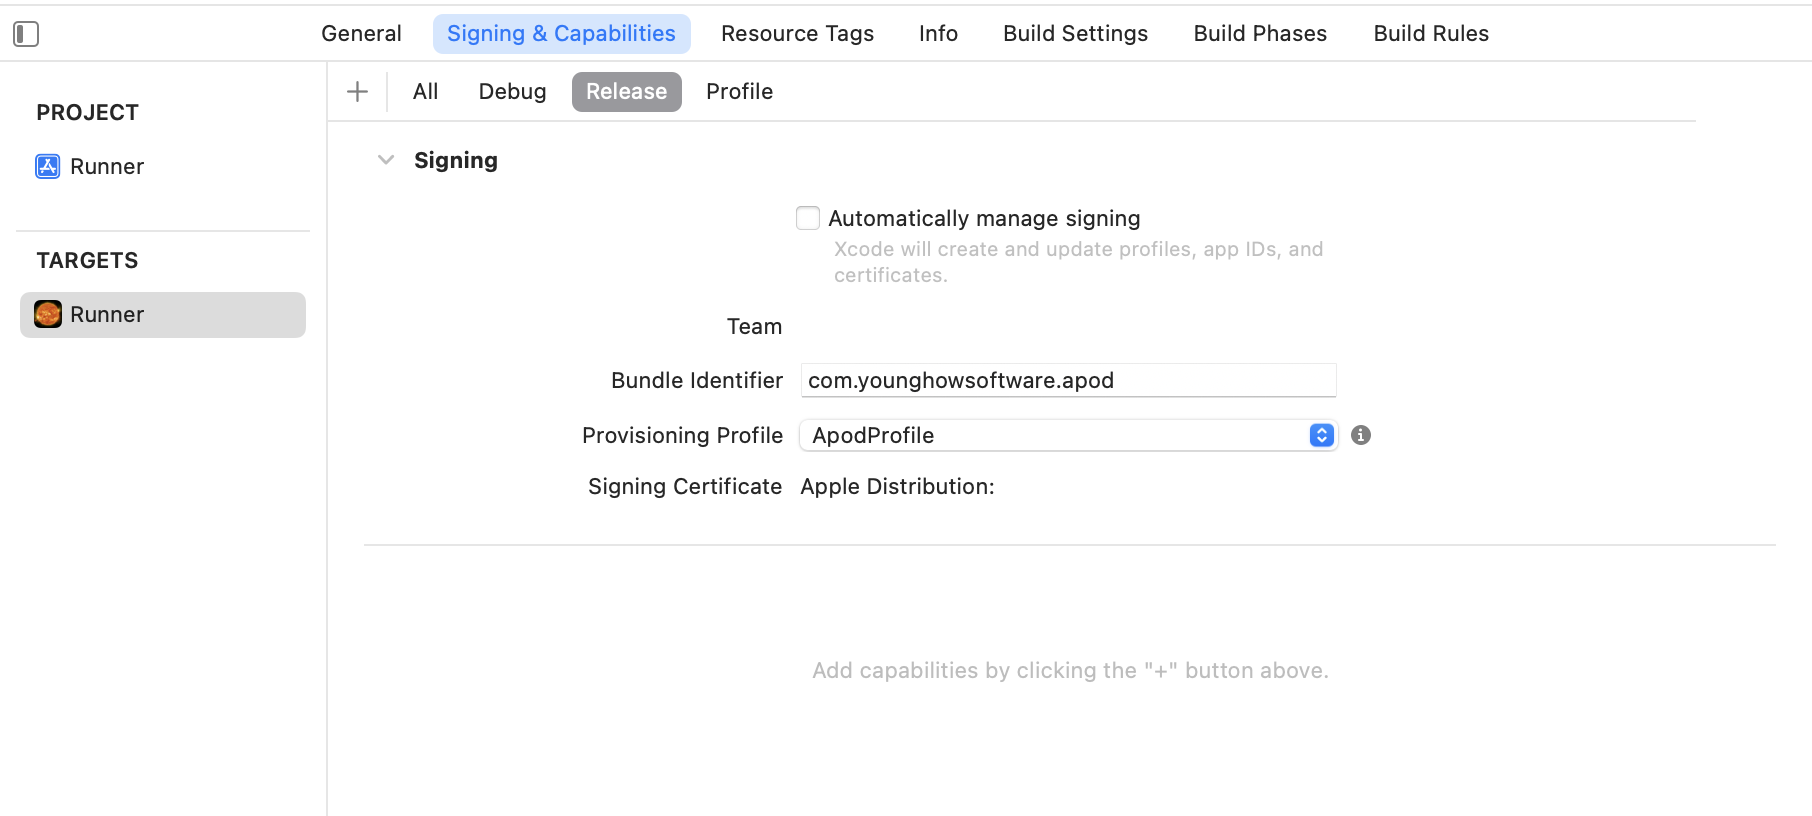 General Signing & Capabilities Resource Tags Info Build Settings Build Phases Build Rules
PROJECT
Runner
TARGETS
Runner
All Debug Release Profile
Signing
Automatically manage signing
Xcode will create and update profiles, app IDs, and
certificates.
Team
Bundle Identifier com.younghowsoftware.apod
Provisioning Profile ApodProfile
Signing Certificate Apple Distribution:
Add capabilities by clicking the "+" button above.